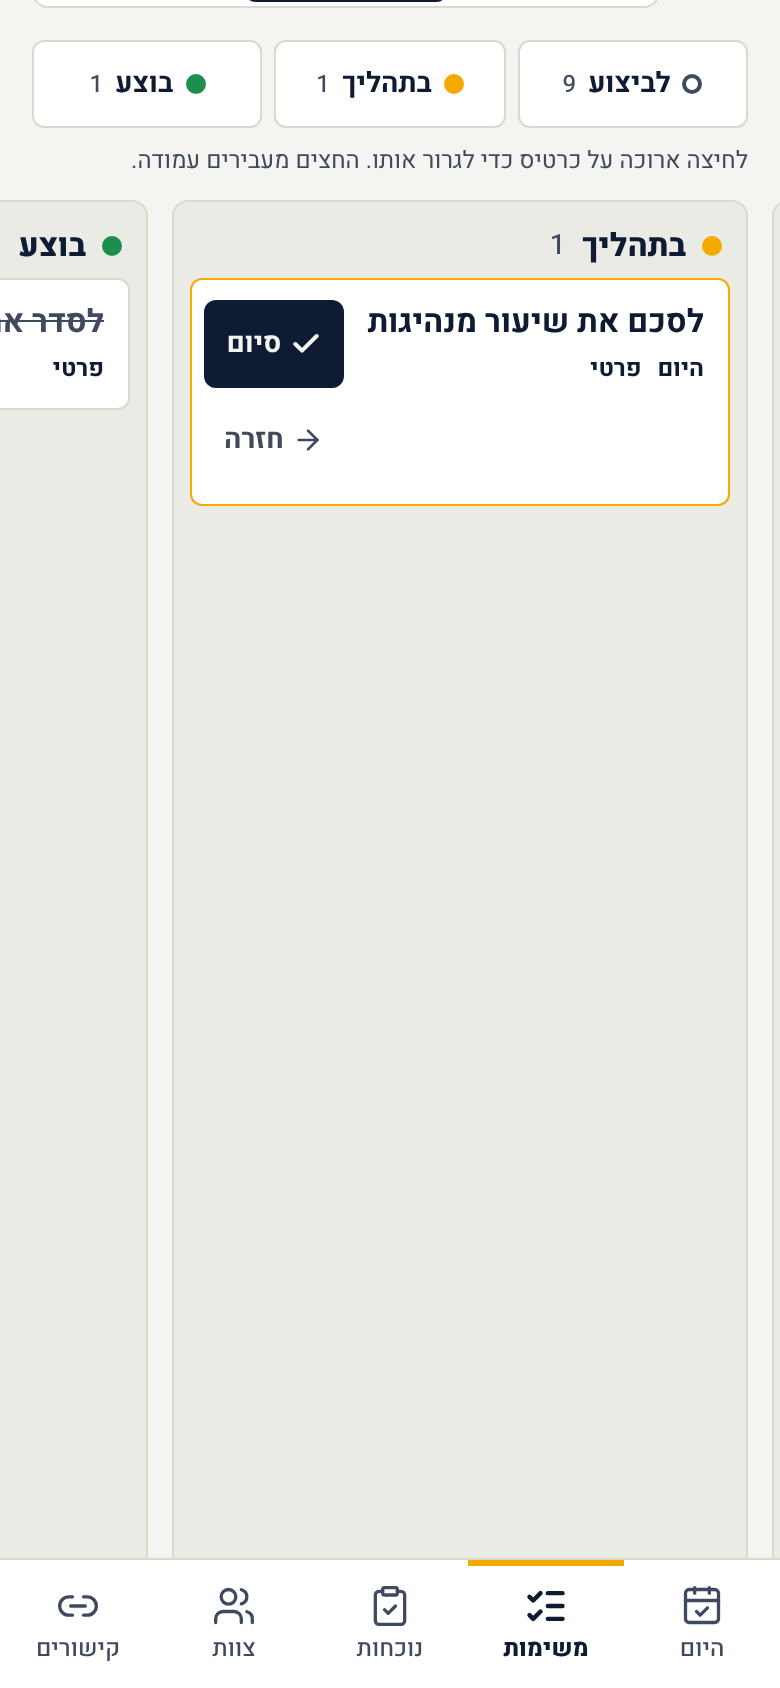 לביצוע 9
בתהליך 1
בוצע 1
לחיצה ארוכה על כרטיס כדי לגרור אותו. החצים מעבירים עמודה.
בתהליך 1
לסכם את שיעור מנהיגות
היום פרטי
סיום
חזרה
בוצע
לסדר
פרטי
היום
משימות
נוכחות
צוות
קישורים